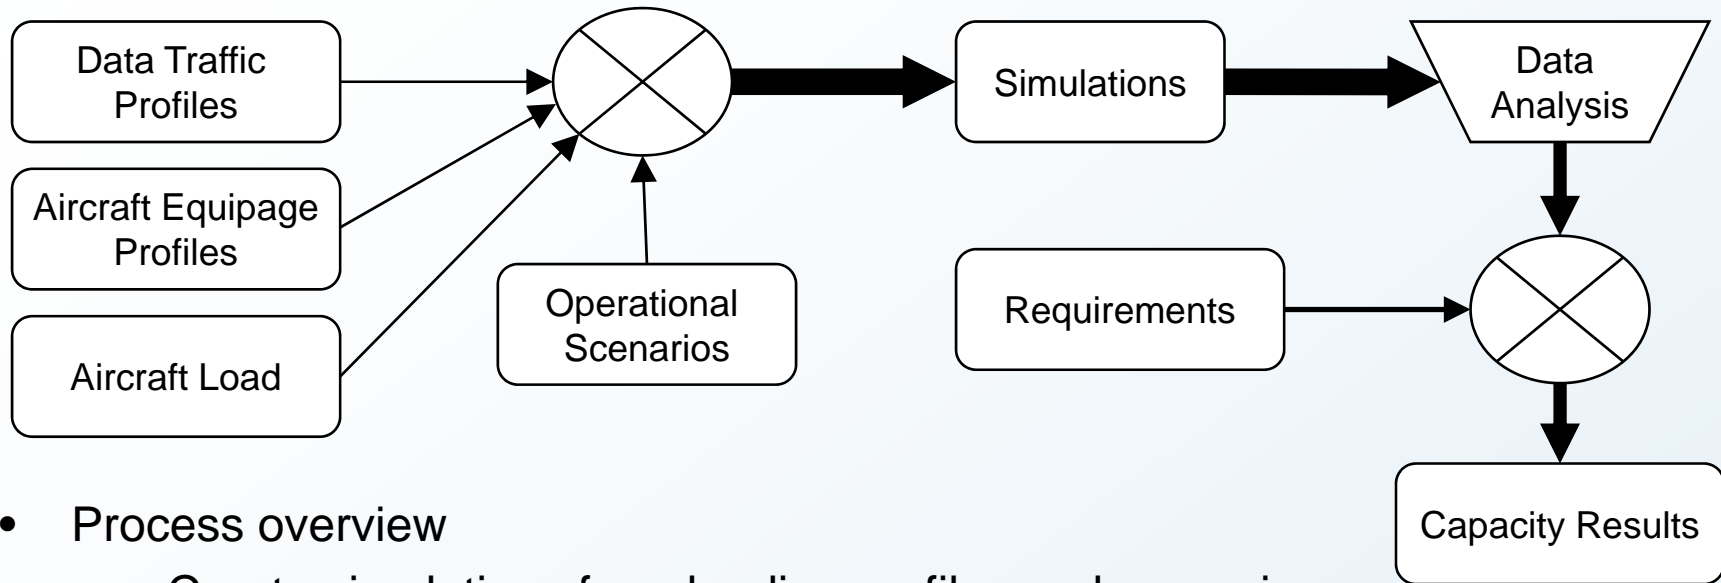 Data Traffic
Profiles
Aircraft Equipage
Profiles
Aircraft Load
Operational
Scenarios
Simulations
Data
Analysis
Requirements
Capacity Results
• Process overview